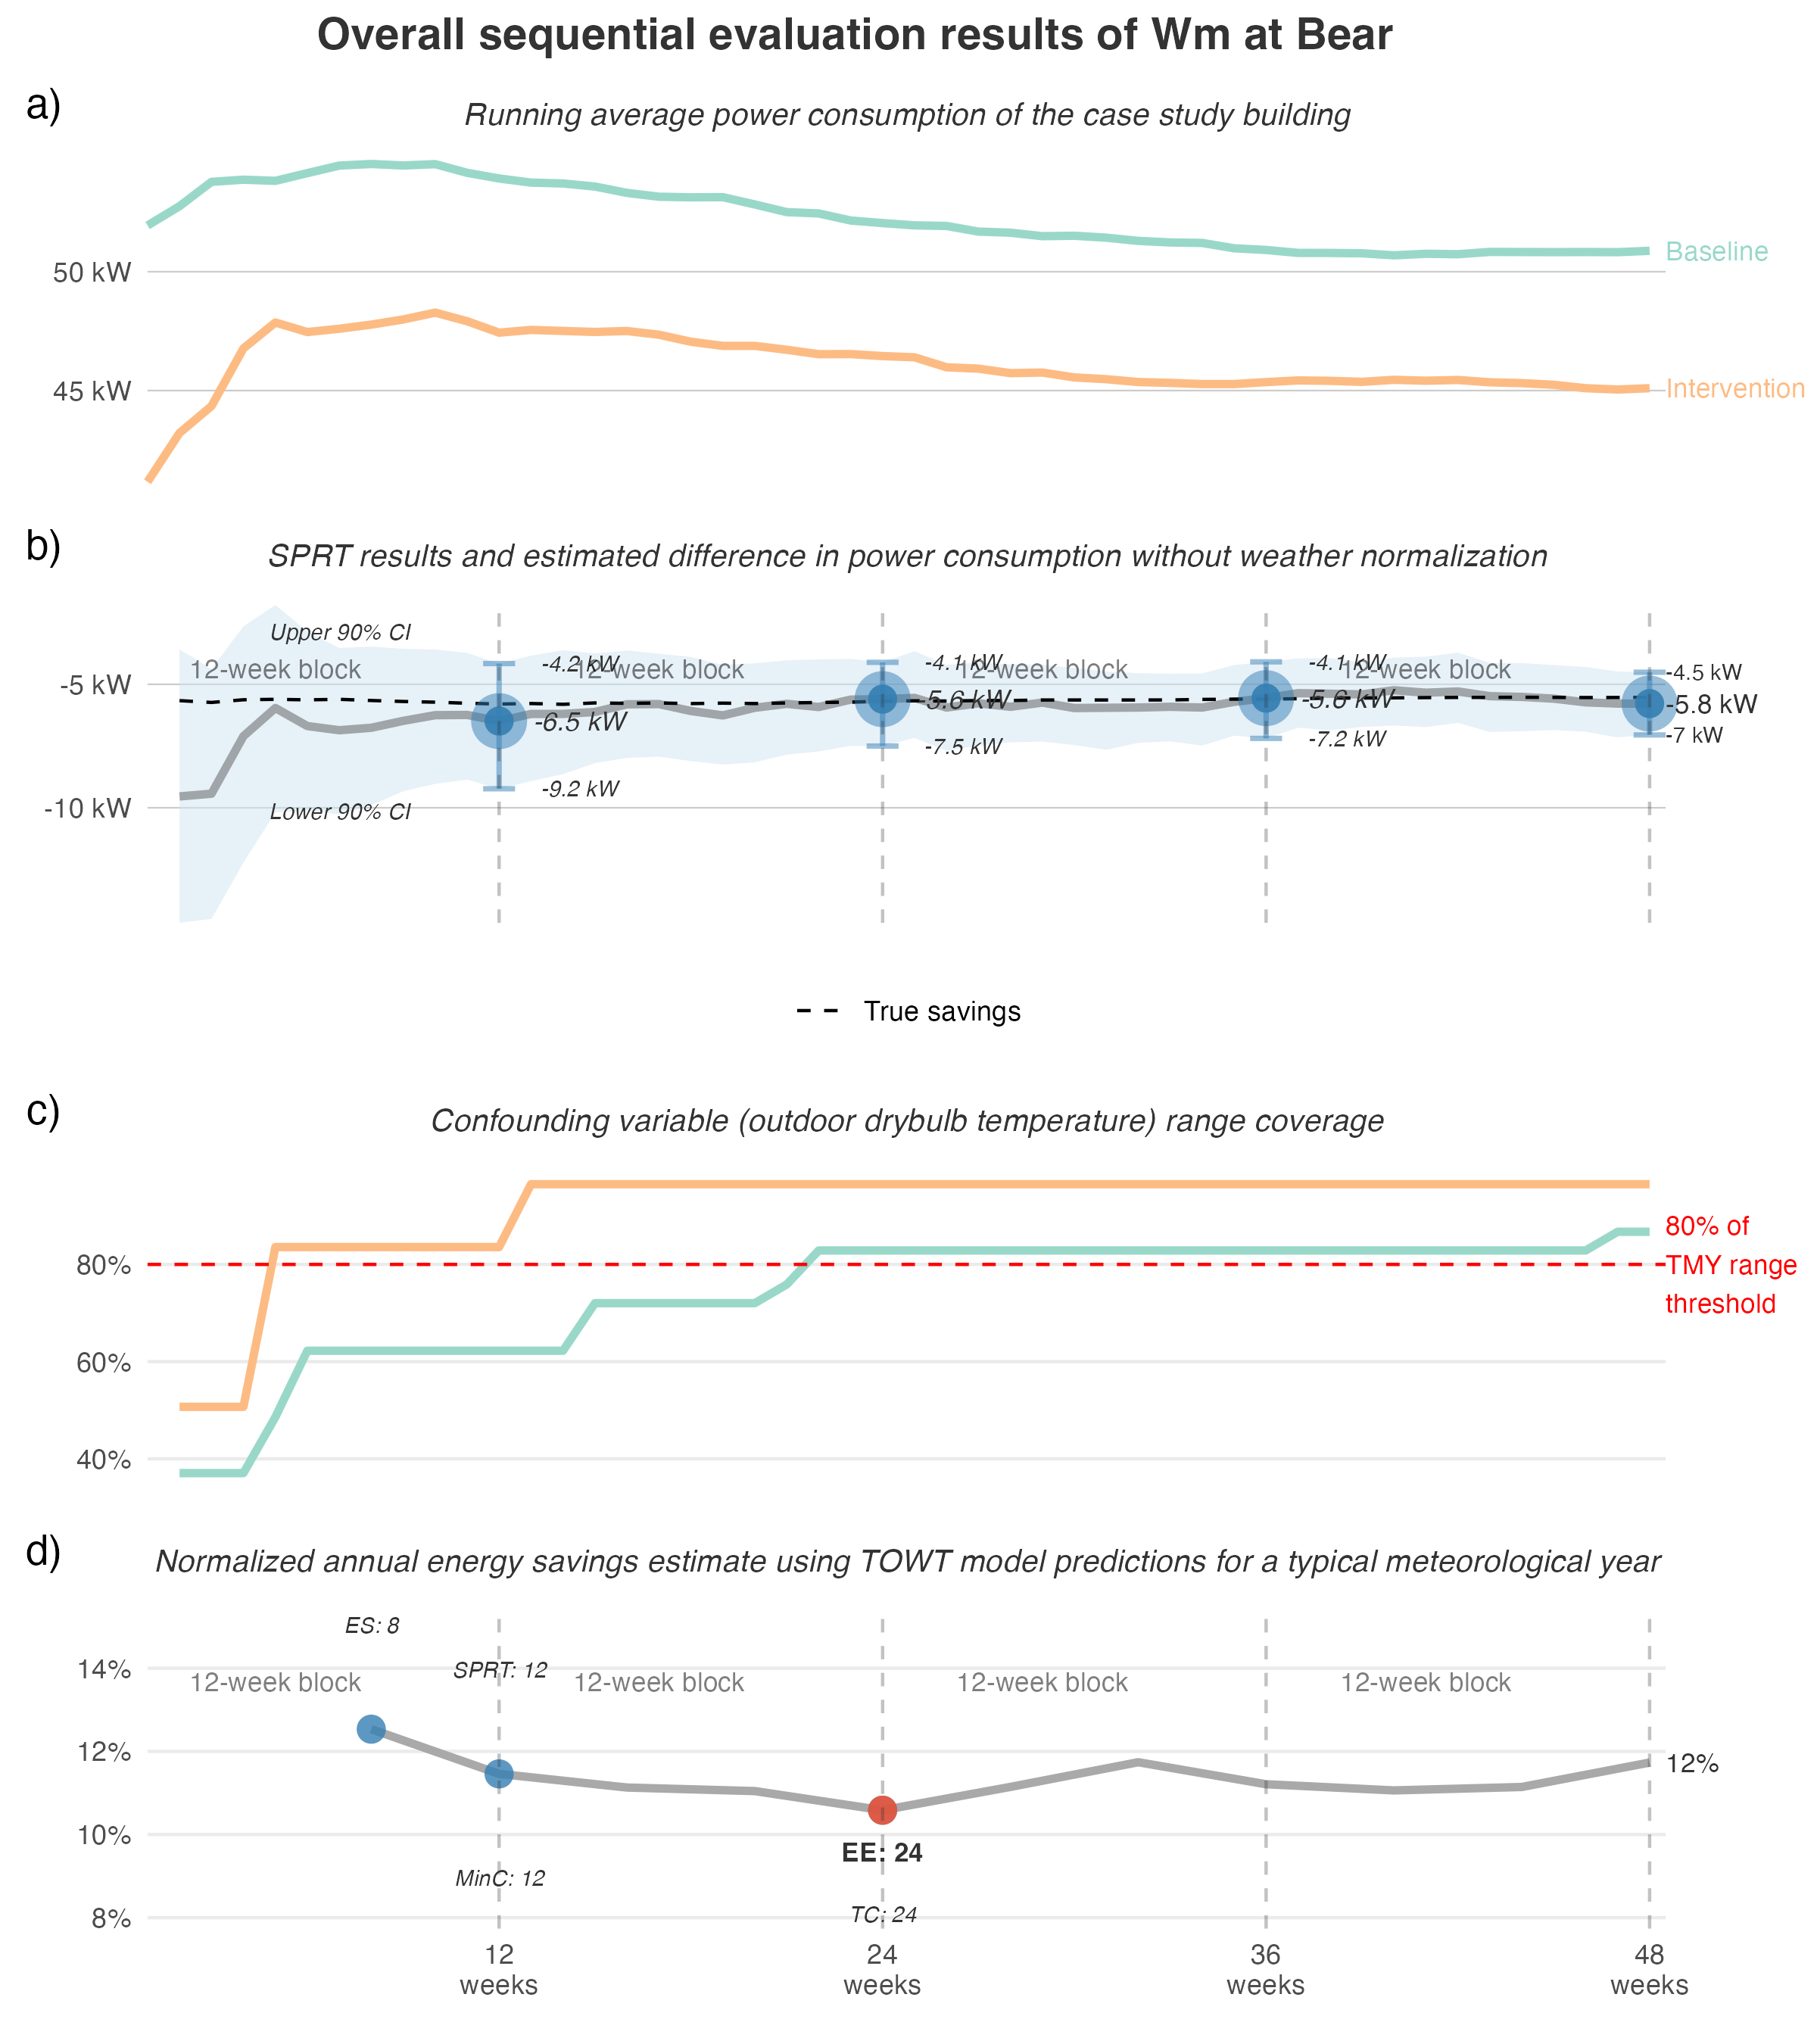 Overall sequential evaluation results of Wm at Bear
a)
Running average power consumption of the case study building
50 kW
45 kW
Baseline
Intervention
b)
SPRT results and estimated difference in power consumption without weather normalization
Upper 90% CI
12-week block
12-week block
12-week block
12-week block
-4.2 kW
-4.1 kW
-4.1 kW
-4.5 kW
-5 kW
-6.5 kW
-5.6 kW
-5.6 kW
-5.8 kW
-9.2 kW
-7.5 kW
-7.2 kW
-7 kW
-10 kW
Lower 90% CI
True savings
c)
Confounding variable (outdoor drybulb temperature) range coverage
80%
60%
40%
80% of
TMY range
threshold
d)
Normalized annual energy savings estimate using TOWT model predictions for a typical meteorological year
ES: 8
SPRT: 12
14%
12-week block
12-week block
12-week block
12-week block
12%
12%
10%
EE: 24
MinC: 12
TC: 24
8%
12
weeks
24
weeks
36
weeks
48
weeks